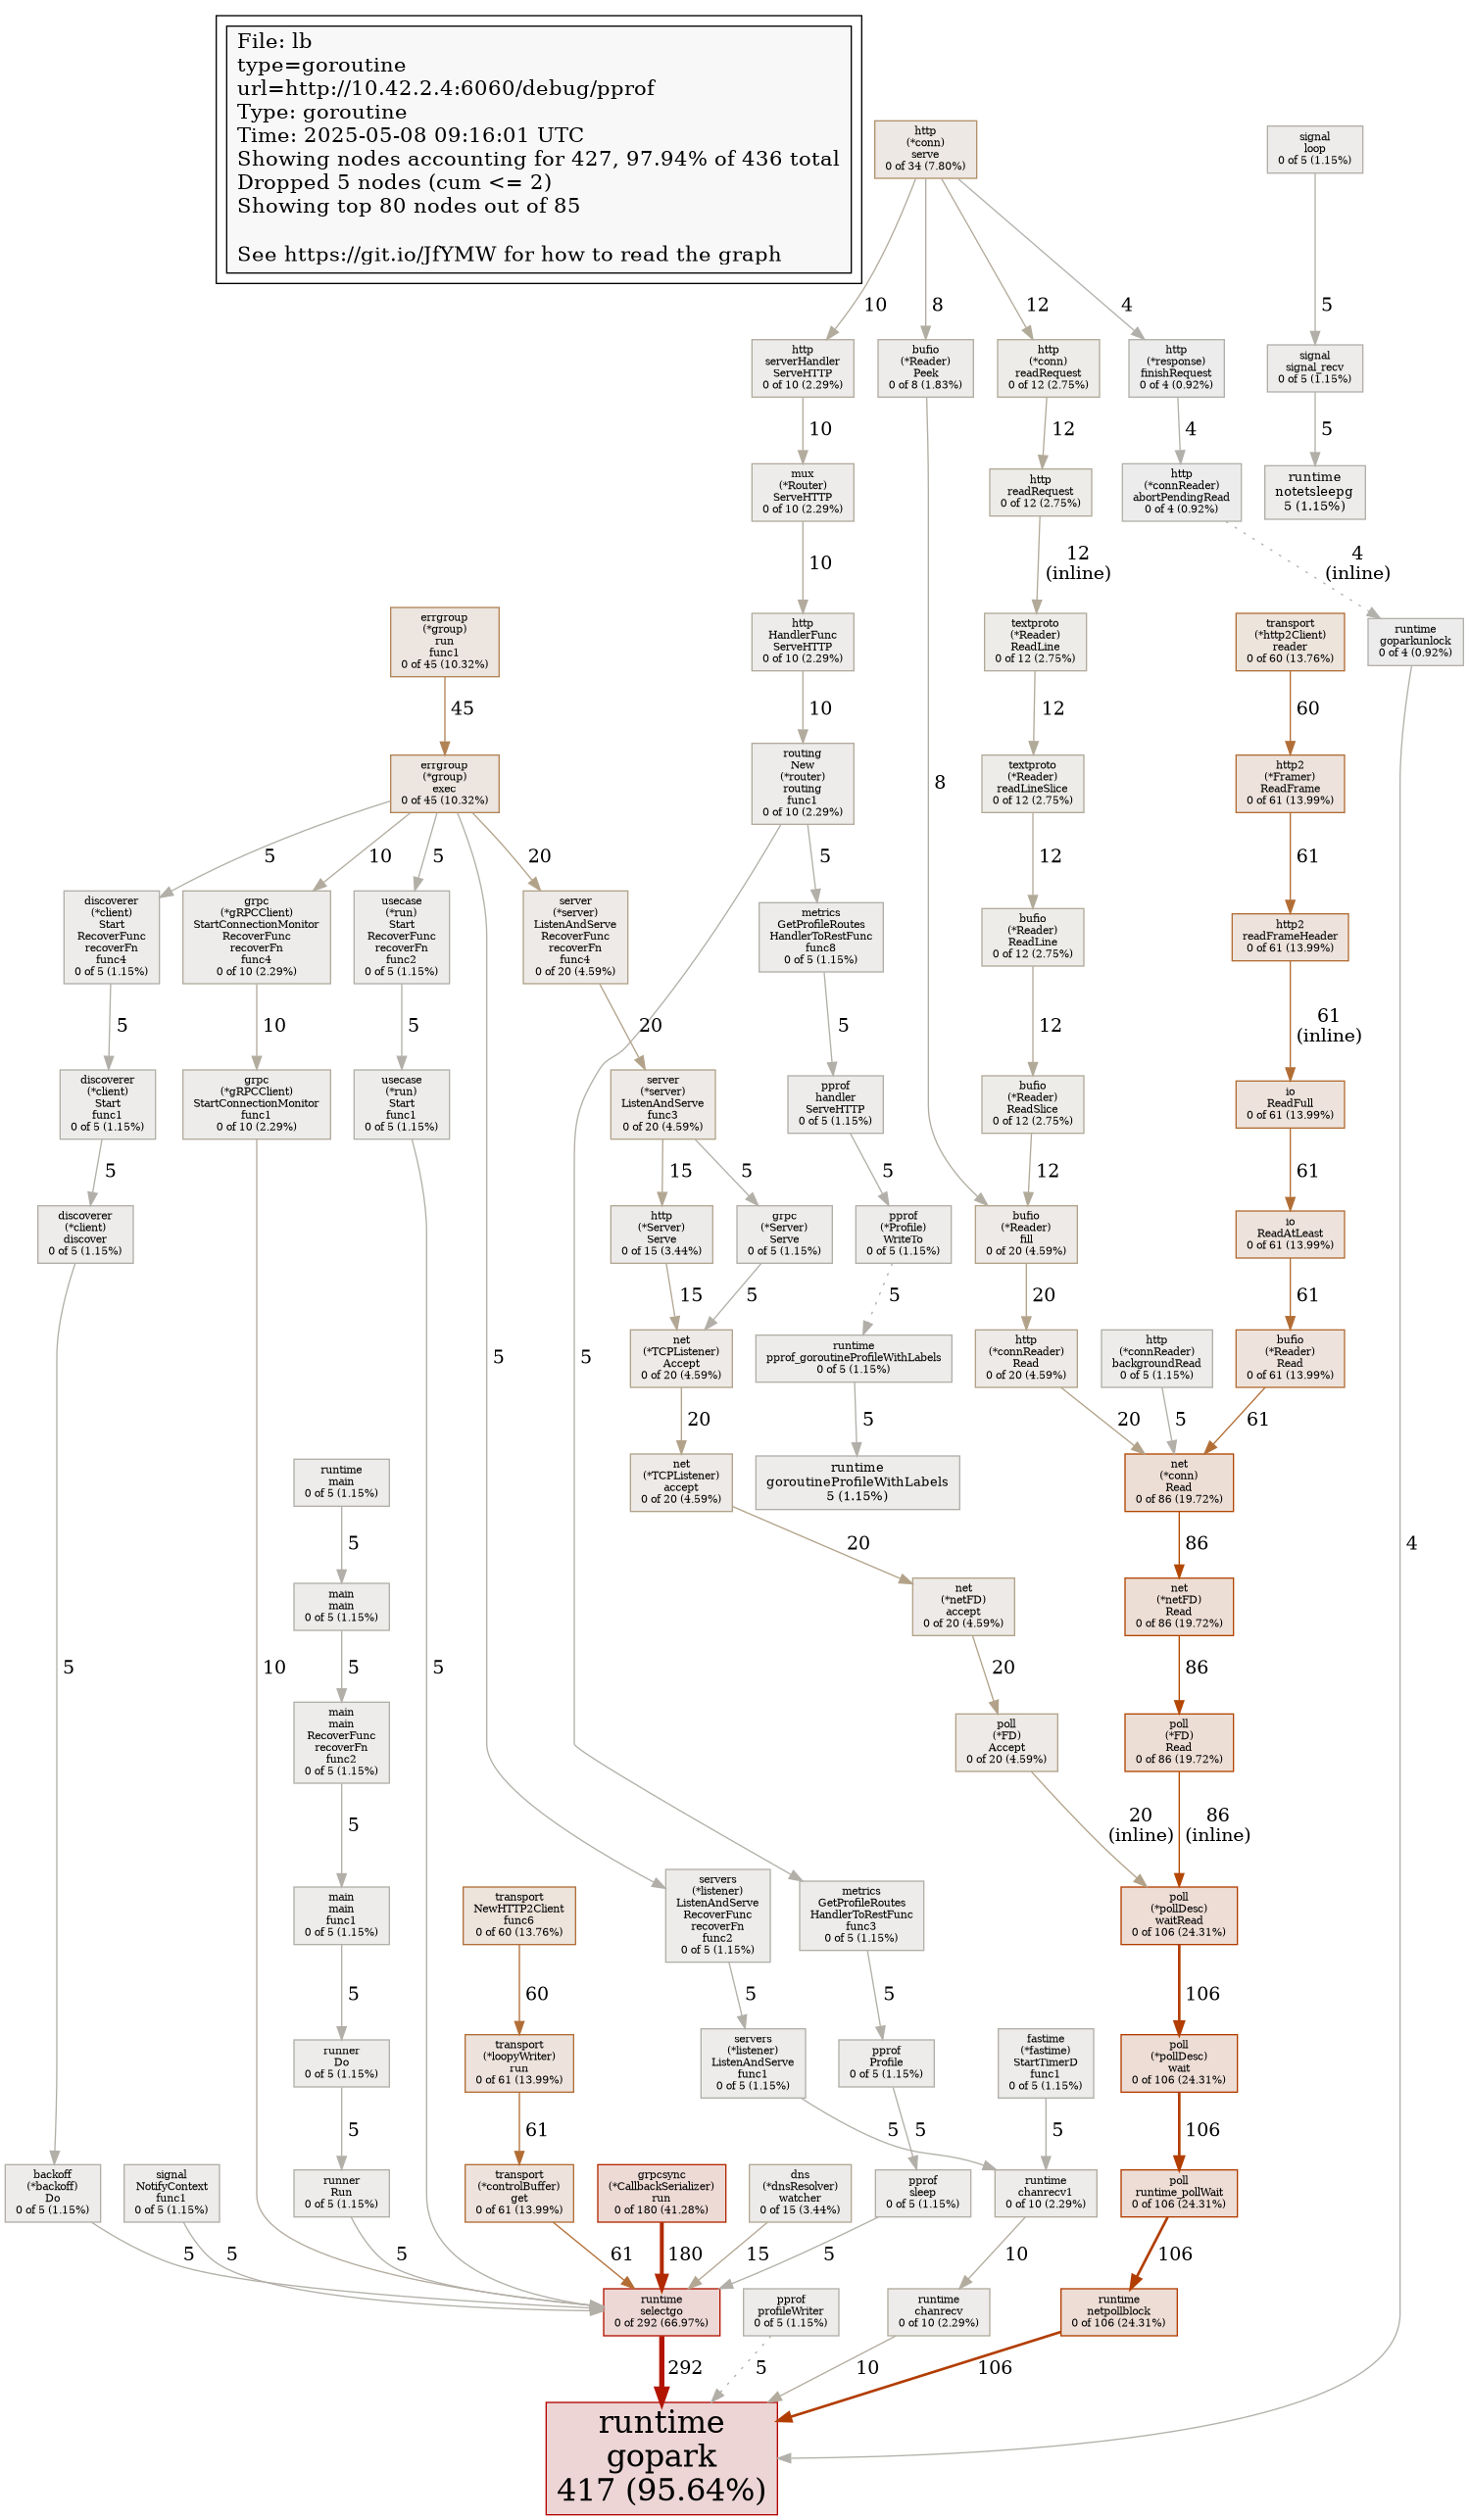 File: lb
type=goroutine
url=http://10.42.2.4:6060/debug/pprof
Type: goroutine
Time: 2025-05-08 09:16:01 UTC
Showing nodes accounting for 427, 97.94% of 436 total
Dropped 5 nodes (cum <= 2)
Showing top 80 nodes out of 85
See https://git.io/JfYMW for how to read the graph
http
(*conn)
serve
0 of 34 (7.80%)
signal
loop
0 of 5 (1.15%)
10
8
12
4
5
http
serverHandler
ServeHTTP
0 of 10 (2.29%)
bufio
(*Reader)
Peek
0 of 8 (1.83%)
http
(*conn)
readRequest
0 of 12 (2.75%)
http
(*response)
finishRequest
0 of 4 (0.92%)
signal
signal_recv
0 of 5 (1.15%)
10
12
4
5
mux
(*Router)
ServeHTTP
0 of 10 (2.29%)
http
readRequest
0 of 12 (2.75%)
http
(*connReader)
abortPendingRead
0 of 4 (0.92%)
runtime
notetsleepg
5 (1.15%)
10
12
(inline)
4
(inline)
errgroup
(*group)
run
func1
0 of 45 (10.32%)
http
HandlerFunc
ServeHTTP
0 of 10 (2.29%)
textproto
(*Reader)
ReadLine
0 of 12 (2.75%)
transport
(*http2Client)
reader
0 of 60 (13.76%)
runtime
goparkunlock
0 of 4 (0.92%)
45
10
12
60
errgroup
(*group)
exec
0 of 45 (10.32%)
routing
New
(*router)
routing
func1
0 of 10 (2.29%)
textproto
(*Reader)
readLineSlice
0 of 12 (2.75%)
http2
(*Framer)
ReadFrame
0 of 61 (13.99%)
8
5
10
5
20
5
12
61
discoverer
(*client)
Start
RecoverFunc
recoverFn
func4
0 of 5 (1.15%)
grpc
(*gRPCClient)
StartConnectionMonitor
RecoverFunc
recoverFn
func4
0 of 10 (2.29%)
usecase
(*run)
Start
RecoverFunc
recoverFn
func2
0 of 5 (1.15%)
server
(*server)
ListenAndServe
RecoverFunc
recoverFn
func4
0 of 20 (4.59%)
metrics
GetProfileRoutes
HandlerToRestFunc
func8
0 of 5 (1.15%)
bufio
(*Reader)
ReadLine
0 of 12 (2.75%)
http2
readFrameHeader
0 of 61 (13.99%)
5
10
5
20
5
12
61
(inline)
discoverer
(*client)
Start
func1
0 of 5 (1.15%)
grpc
(*gRPCClient)
StartConnectionMonitor
func1
0 of 10 (2.29%)
usecase
(*run)
Start
func1
0 of 5 (1.15%)
server
(*server)
ListenAndServe
func3
0 of 20 (4.59%)
pprof
handler
ServeHTTP
0 of 5 (1.15%)
bufio
(*Reader)
ReadSlice
0 of 12 (2.75%)
io
ReadFull
0 of 61 (13.99%)
5
15
5
5
12
61
discoverer
(*client)
discover
0 of 5 (1.15%)
http
(*Server)
Serve
0 of 15 (3.44%)
grpc
(*Server)
Serve
0 of 5 (1.15%)
pprof
(*Profile)
WriteTo
0 of 5 (1.15%)
bufio
(*Reader)
fill
0 of 20 (4.59%)
io
ReadAtLeast
0 of 61 (13.99%)
15
5
5
20
61
5
5
net
(*TCPListener)
Accept
0 of 20 (4.59%)
runtime
pprof_goroutineProfileWithLabels
0 of 5 (1.15%)
http
(*connReader)
Read
0 of 20 (4.59%)
http
(*connReader)
backgroundRead
0 of 5 (1.15%)
bufio
(*Reader)
Read
0 of 61 (13.99%)
20
5
20
5
61
runtime
main
0 of 5 (1.15%)
net
(*TCPListener)
accept
0 of 20 (4.59%)
runtime
goroutineProfileWithLabels
5 (1.15%)
net
(*conn)
Read
0 of 86 (19.72%)
5
20
86
4
main
main
0 of 5 (1.15%)
net
(*netFD)
accept
0 of 20 (4.59%)
net
(*netFD)
Read
0 of 86 (19.72%)
5
10
5
5
20
86
main
main
RecoverFunc
recoverFn
func2
0 of 5 (1.15%)
poll
(*FD)
Accept
0 of 20 (4.59%)
poll
(*FD)
Read
0 of 86 (19.72%)
5
20
(inline)
86
(inline)
main
main
func1
0 of 5 (1.15%)
transport
NewHTTP2Client
func6
0 of 60 (13.76%)
servers
(*listener)
ListenAndServe
RecoverFunc
recoverFn
func2
0 of 5 (1.15%)
metrics
GetProfileRoutes
HandlerToRestFunc
func3
0 of 5 (1.15%)
poll
(*pollDesc)
waitRead
0 of 106 (24.31%)
5
60
5
5
106
runner
Do
0 of 5 (1.15%)
transport
(*loopyWriter)
run
0 of 61 (13.99%)
servers
(*listener)
ListenAndServe
func1
0 of 5 (1.15%)
pprof
Profile
0 of 5 (1.15%)
fastime
(*fastime)
StartTimerD
func1
0 of 5 (1.15%)
poll
(*pollDesc)
wait
0 of 106 (24.31%)
5
61
5
5
5
106
backoff
(*backoff)
Do
0 of 5 (1.15%)
signal
NotifyContext
func1
0 of 5 (1.15%)
runner
Run
0 of 5 (1.15%)
transport
(*controlBuffer)
get
0 of 61 (13.99%)
grpcsync
(*CallbackSerializer)
run
0 of 180 (41.28%)
dns
(*dnsResolver)
watcher
0 of 15 (3.44%)
pprof
sleep
0 of 5 (1.15%)
runtime
chanrecv1
0 of 10 (2.29%)
poll
runtime_pollWait
0 of 106 (24.31%)
5
5
5
61
180
15
5
10
106
runtime
selectgo
0 of 292 (66.97%)
pprof
profileWriter
0 of 5 (1.15%)
runtime
chanrecv
0 of 10 (2.29%)
runtime
netpollblock
0 of 106 (24.31%)
292
5
10
106
runtime
gopark
417 (95.64%)